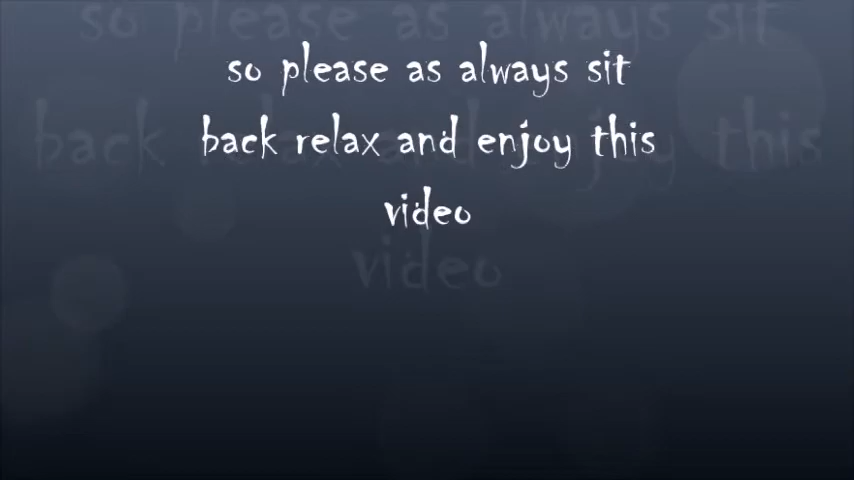 so please as always sit
back relax and enjoy this
video